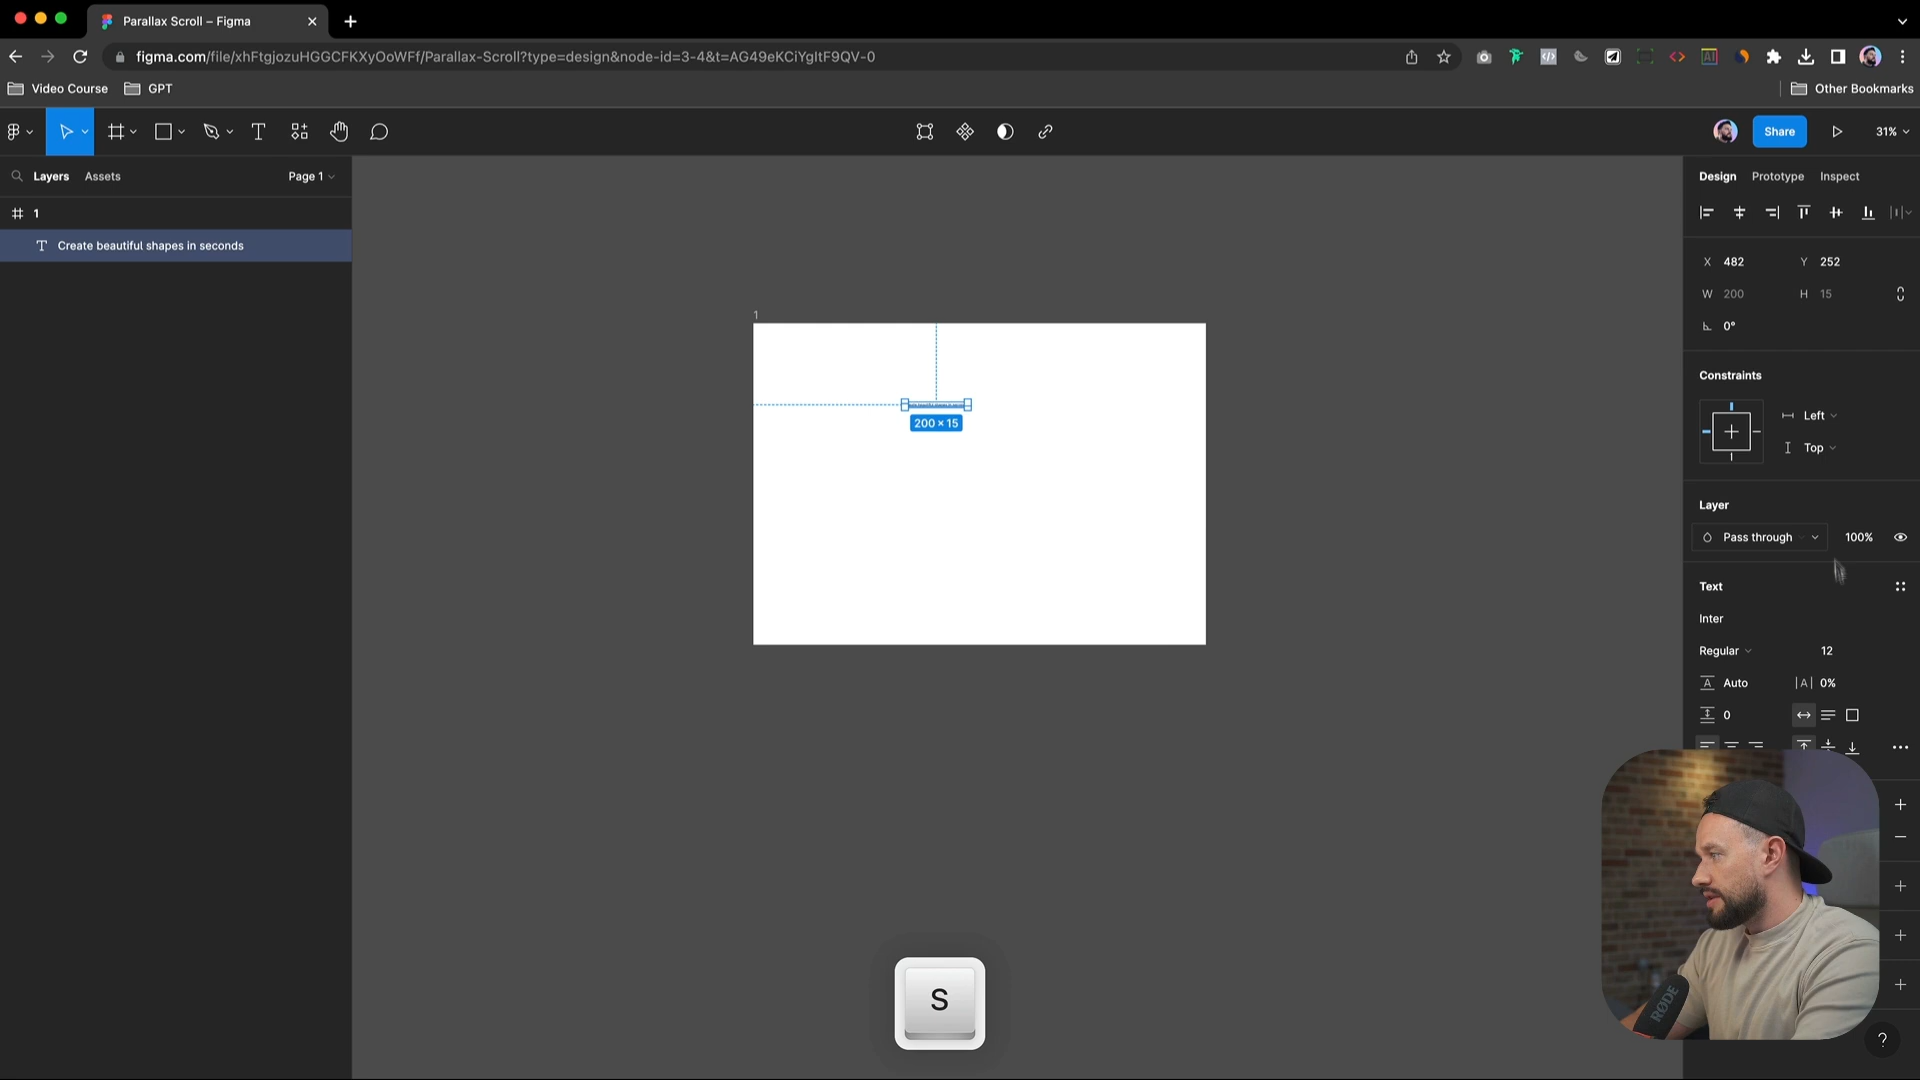 Parallax Scroll – Figma
figma.com/file/xhFtgjozuHGGCFKXyOoWFf/Parallax-Scroll?type=design&node-id=3-4&t=AG49eKCiYgItF9QV-0
Video Course
GPT
Other Bookmarks
Share
31%
Layers
Assets
Page 1
Design
Prototype
Inspect
1
Create beautiful shapes in seconds
X 482
Y 252
W 200
H 15
0°
1
200 × 15
Constraints
Left
Top
Layer
Pass through
100%
Text
Inter
Regular
12
Auto
|A| 0%
0
S
RØDE
?